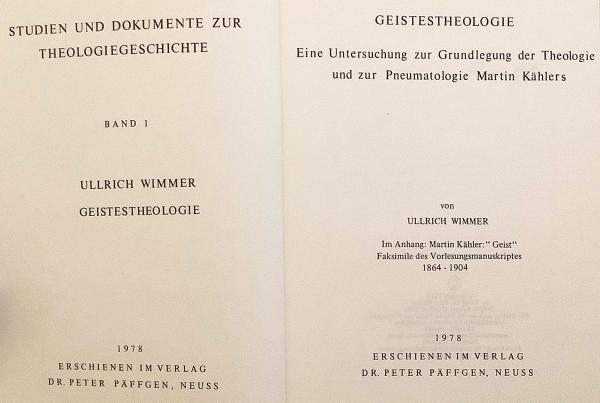 STUDIEN UND DOKUMENTE ZUR
THEOLOGIEGESCHICHTE
BAND 1
ULLRICH WIMMER
GEISTESTHEOLOGIE
1978
ERSCHIENEN IM VERLAG
DR. PETER PÄFFGEN, NEUSS
GEISTESTHEOLOGIE
Eine Untersuchung zur Grundlegung der Theologie
und zur Pneumatologie Martin Kählers
von
ULLRICH WIMMER
Im Anhang: Martin Kähler:" Geist"
Faksimile des Vorlesungsmanuskriptes
1864 - 1904
1978
ERSCHIENEN IM VERLAG
DR. PETER PÄFFGEN, NEUSS